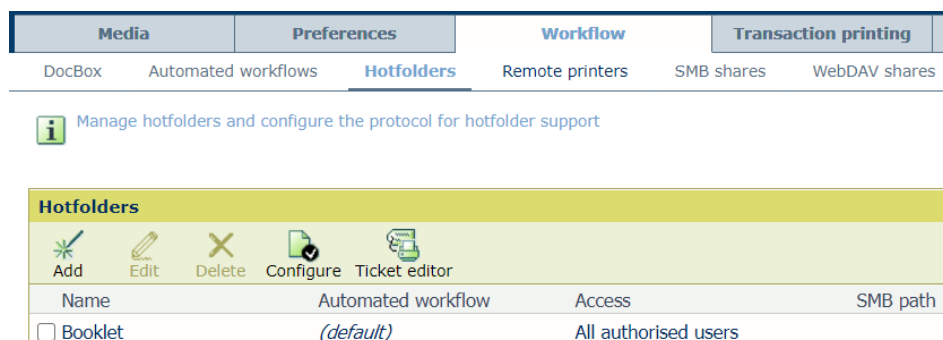 Media Preferences Workflow Transaction printing
DocBox Automated workflows Hotfolders Remote printers SMB shares WebDAV shares
Manage hotfolders and configure the protocol for hotfolder support
Hotfolders
Add Edit Delete Configure Ticket editor
Name Automated workflow Access SMB path
Booklet (default) All authorised users